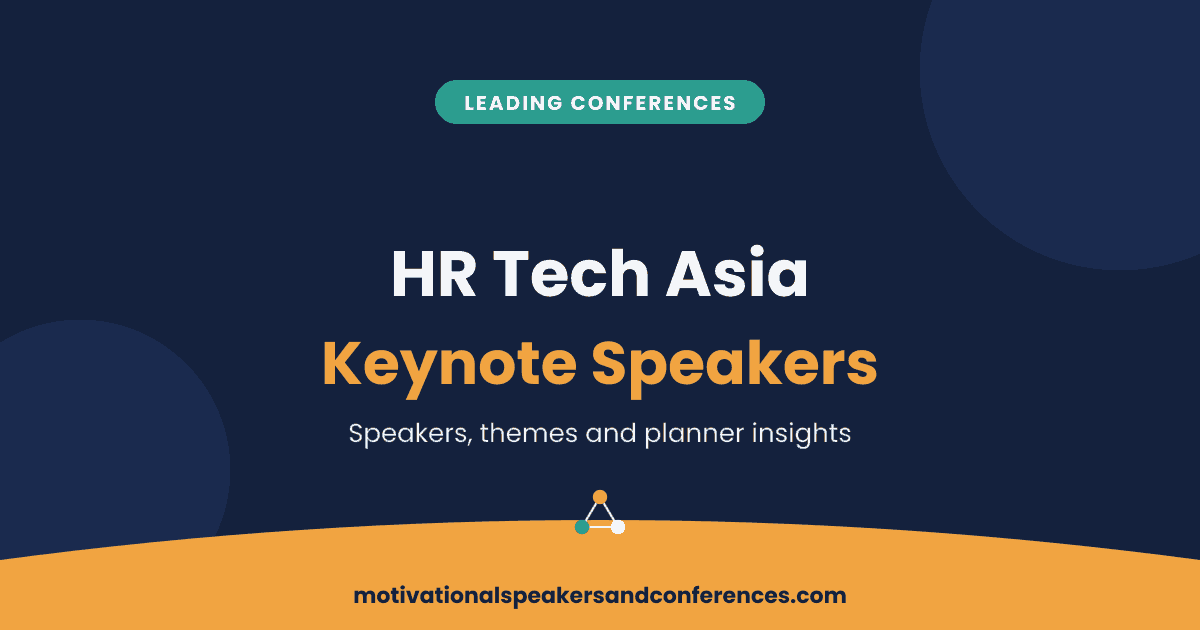 LEADING CONFERENCES
HR Tech Asia
Keynote Speakers
Speakers, themes and planner insights
motivationalspeakersandconferences.com